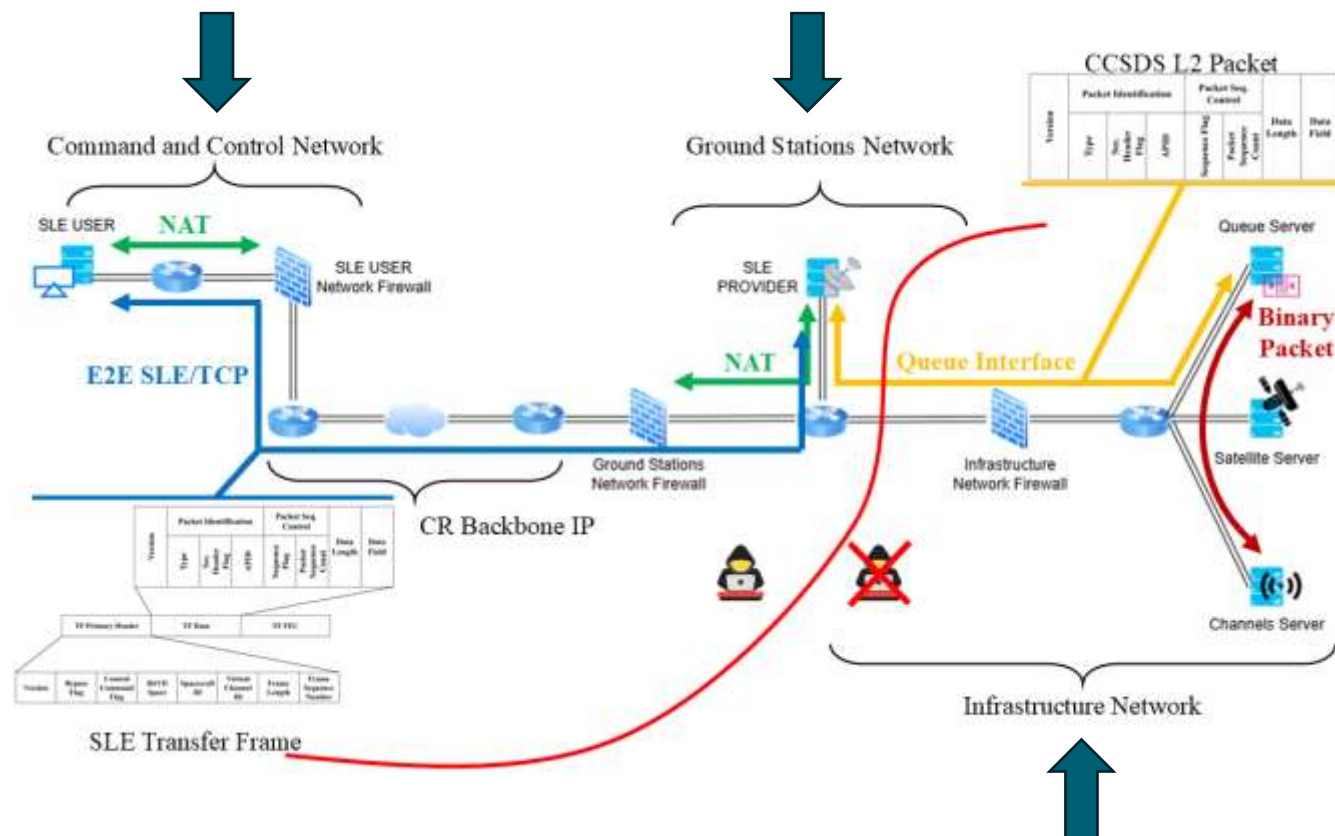 CCSDS L2 Packet
Version
Packet Identification
Packet Seq.
Control
Data
Length
Data
Field
Type
Sec.
Header
Flag
APID
Sequence Flag
Packet
Sequence
Count
Command and Control Network
Ground Stations Network
SLE USER
NAT
SLE USER
Network Firewall
SLE
PROVIDER
Queue Server
Binary
Packet
E2E SLE/TCP
NAT
Queue Interface
Ground Stations
Network Firewall
Infrastructure
Network Firewall
Satellite Server
CR Backbone IP
Version
Packet Identification
Packet Seq.
Control
Data
Length
Data
Field
Type
Sec.
Header
Flag
APID
Sequence
Flag
Packet
Sequence
Count
Channels Server
TF Primary Header
TF Data
Version
Bypass
Flag
Control
Command
Flag
RSVD
Spare
Spacecraft
ID
Virtual
Channel
ID
Frame
Length
Frame
Sequence
Number
Infrastructure Network
SLE Transfer Frame